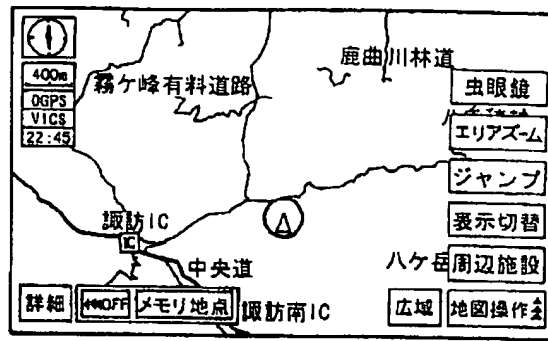 400m
OGPS
VICS
22:45
霧ケ峰有料道路
鹿曲川林道
虫眼鏡
エリアズーム
ジャンプ
表示切替
諏訪IC
IC
中央道
八ケ岳
周辺施設
詳細
OFF
メモリ地点
諏訪南IC
広域
地図操作